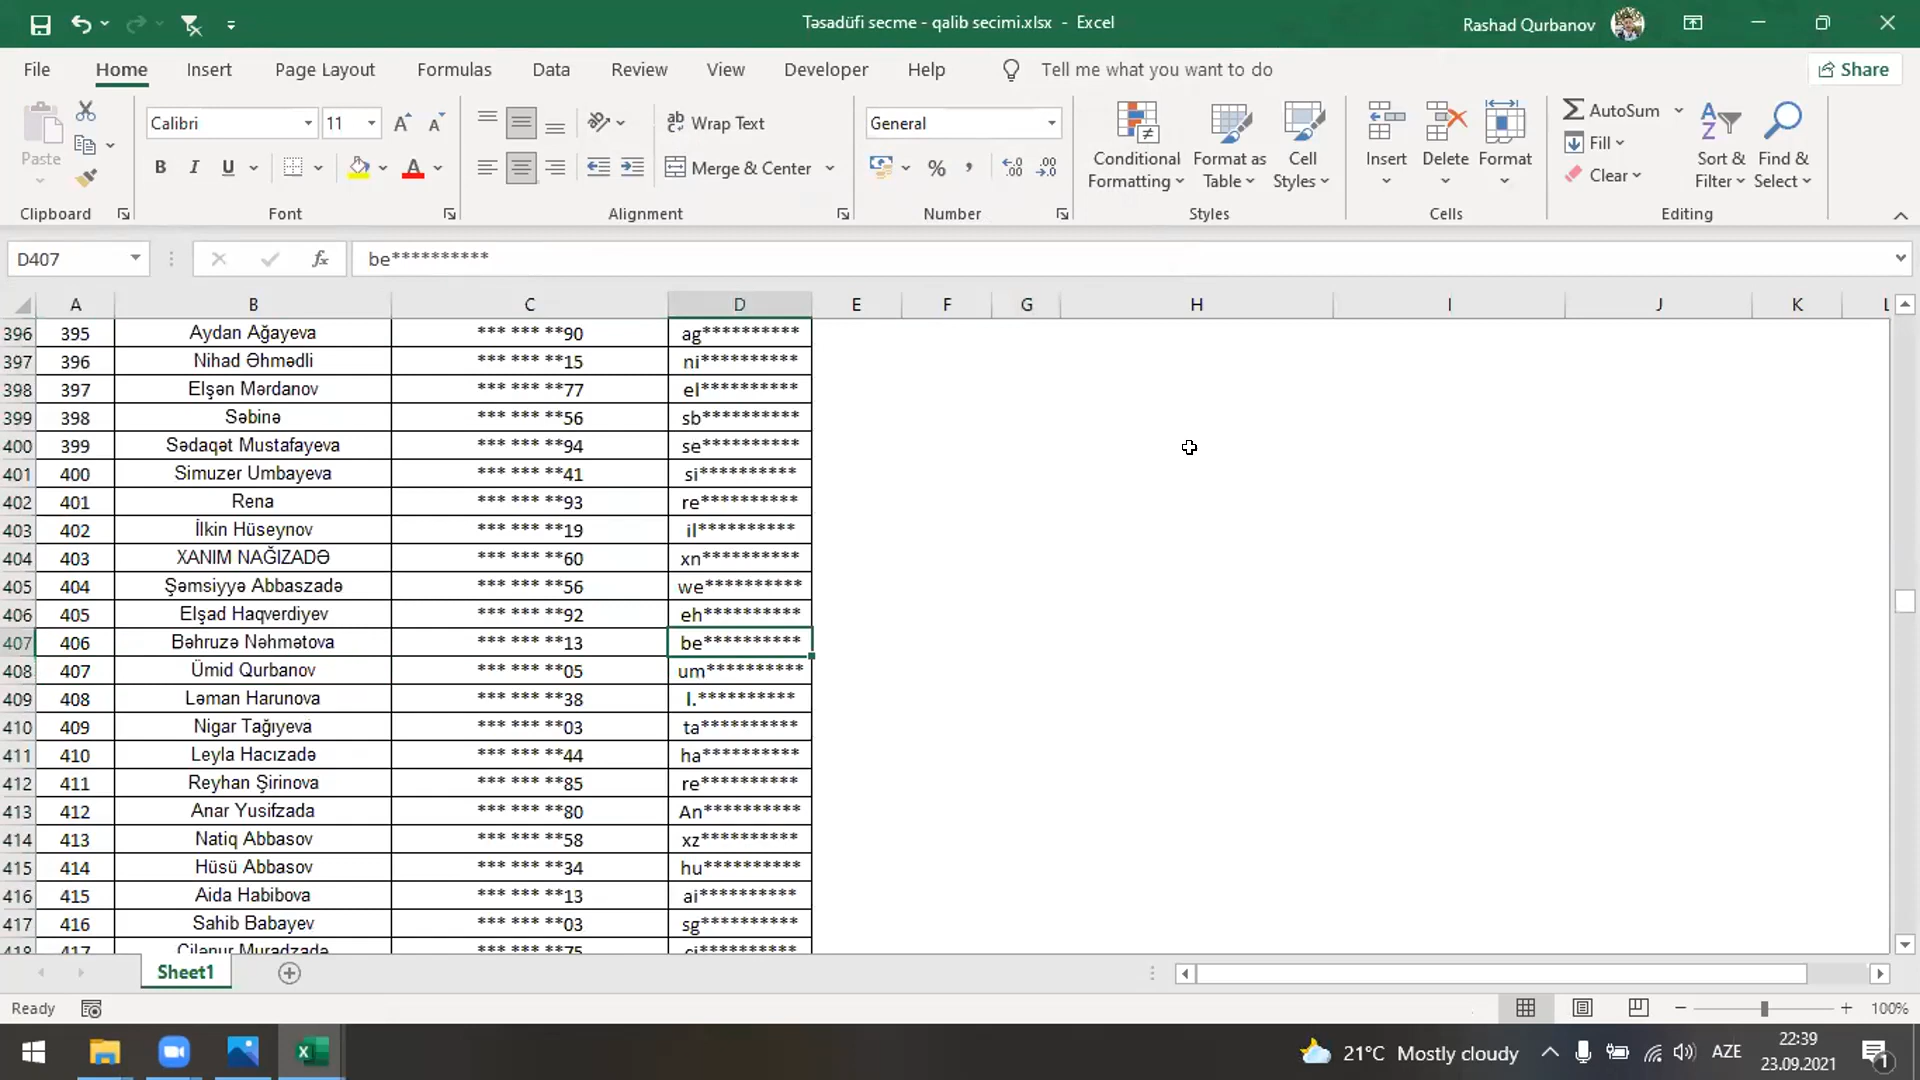 Təsadüfi secme - qalib secimi.xlsx - Excel
Rashad Qurbanov
File Home Insert Page Layout Formulas Data Review View Developer Help Tell me what you want to do Share
Paste
Calibri 11
B I U A
Wrap Text
Merge & Center
General
%
Conditional Formatting
Format as Table
Cell Styles
Insert
Delete
Format
AutoSum
Fill
Clear
Sort & Filter
Find & Select
Clipboard Font Alignment Number Styles Cells Editing
D407 fx be**********
A B C D E F G H I J K L
396 395 Aydan Ağayeva *** *** **90 ag**********
397 396 Nihad Əhmədli *** *** **15 ni**********
398 397 Elşən Mərdanov *** *** **77 el**********
399 398 Səbinə *** *** **56 sb**********
400 399 Sədaqət Mustafayeva *** *** **94 se**********
401 400 Simuzer Umbayeva *** *** **41 si**********
402 401 Rena *** *** **93 re**********
403 402 İlkin Hüseynov *** *** **19 il**********
404 403 XANIM NAĞIZADƏ *** *** **60 xn**********
405 404 Şəmsiyyə Abbaszadə *** *** **56 we**********
406 405 Elşad Haqverdiyev *** *** **92 eh**********
407 406 Bəhruzə Nəhmətova *** *** **13 be**********
408 407 Ümid Qurbanov *** *** **05 um**********
409 408 Ləman Harunova *** *** **38 l.**********
410 409 Nigar Tağıyeva *** *** **03 ta**********
411 410 Leyla Hacızadə *** *** **44 ha**********
412 411 Reyhan Şirinova *** *** **85 re**********
413 412 Anar Yusifzada *** *** **80 An**********
414 413 Natiq Abbasov *** *** **58 xz**********
415 414 Hüsü Abbasov *** *** **34 hu**********
416 415 Aida Habibova *** *** **13 ai**********
417 416 Sahib Babayev *** *** **03 sg**********
418 417 Muradzadə *** *** **75
Sheet1
Ready
100%
21°C Mostly cloudy
AZE
22:39
23.09.2021
1